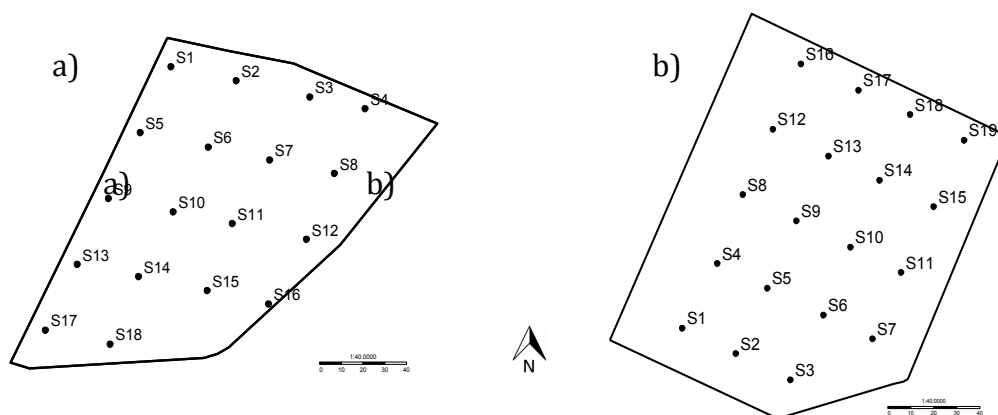 a)
S1
S2
S3
S4
S5
S6
S7
S8
a)
b)
S9
S10
S11
S12
S13
S14
S15
S16
S17
S18
1:40.0000
0 10 20 30 40
N
b)
S16
S17
S18
S19
S12
S13
S14
S15
S8
S9
S10
S11
S4
S5
S6
S7
S1
S2
S3
1:40.0000
0 10 20 30 40